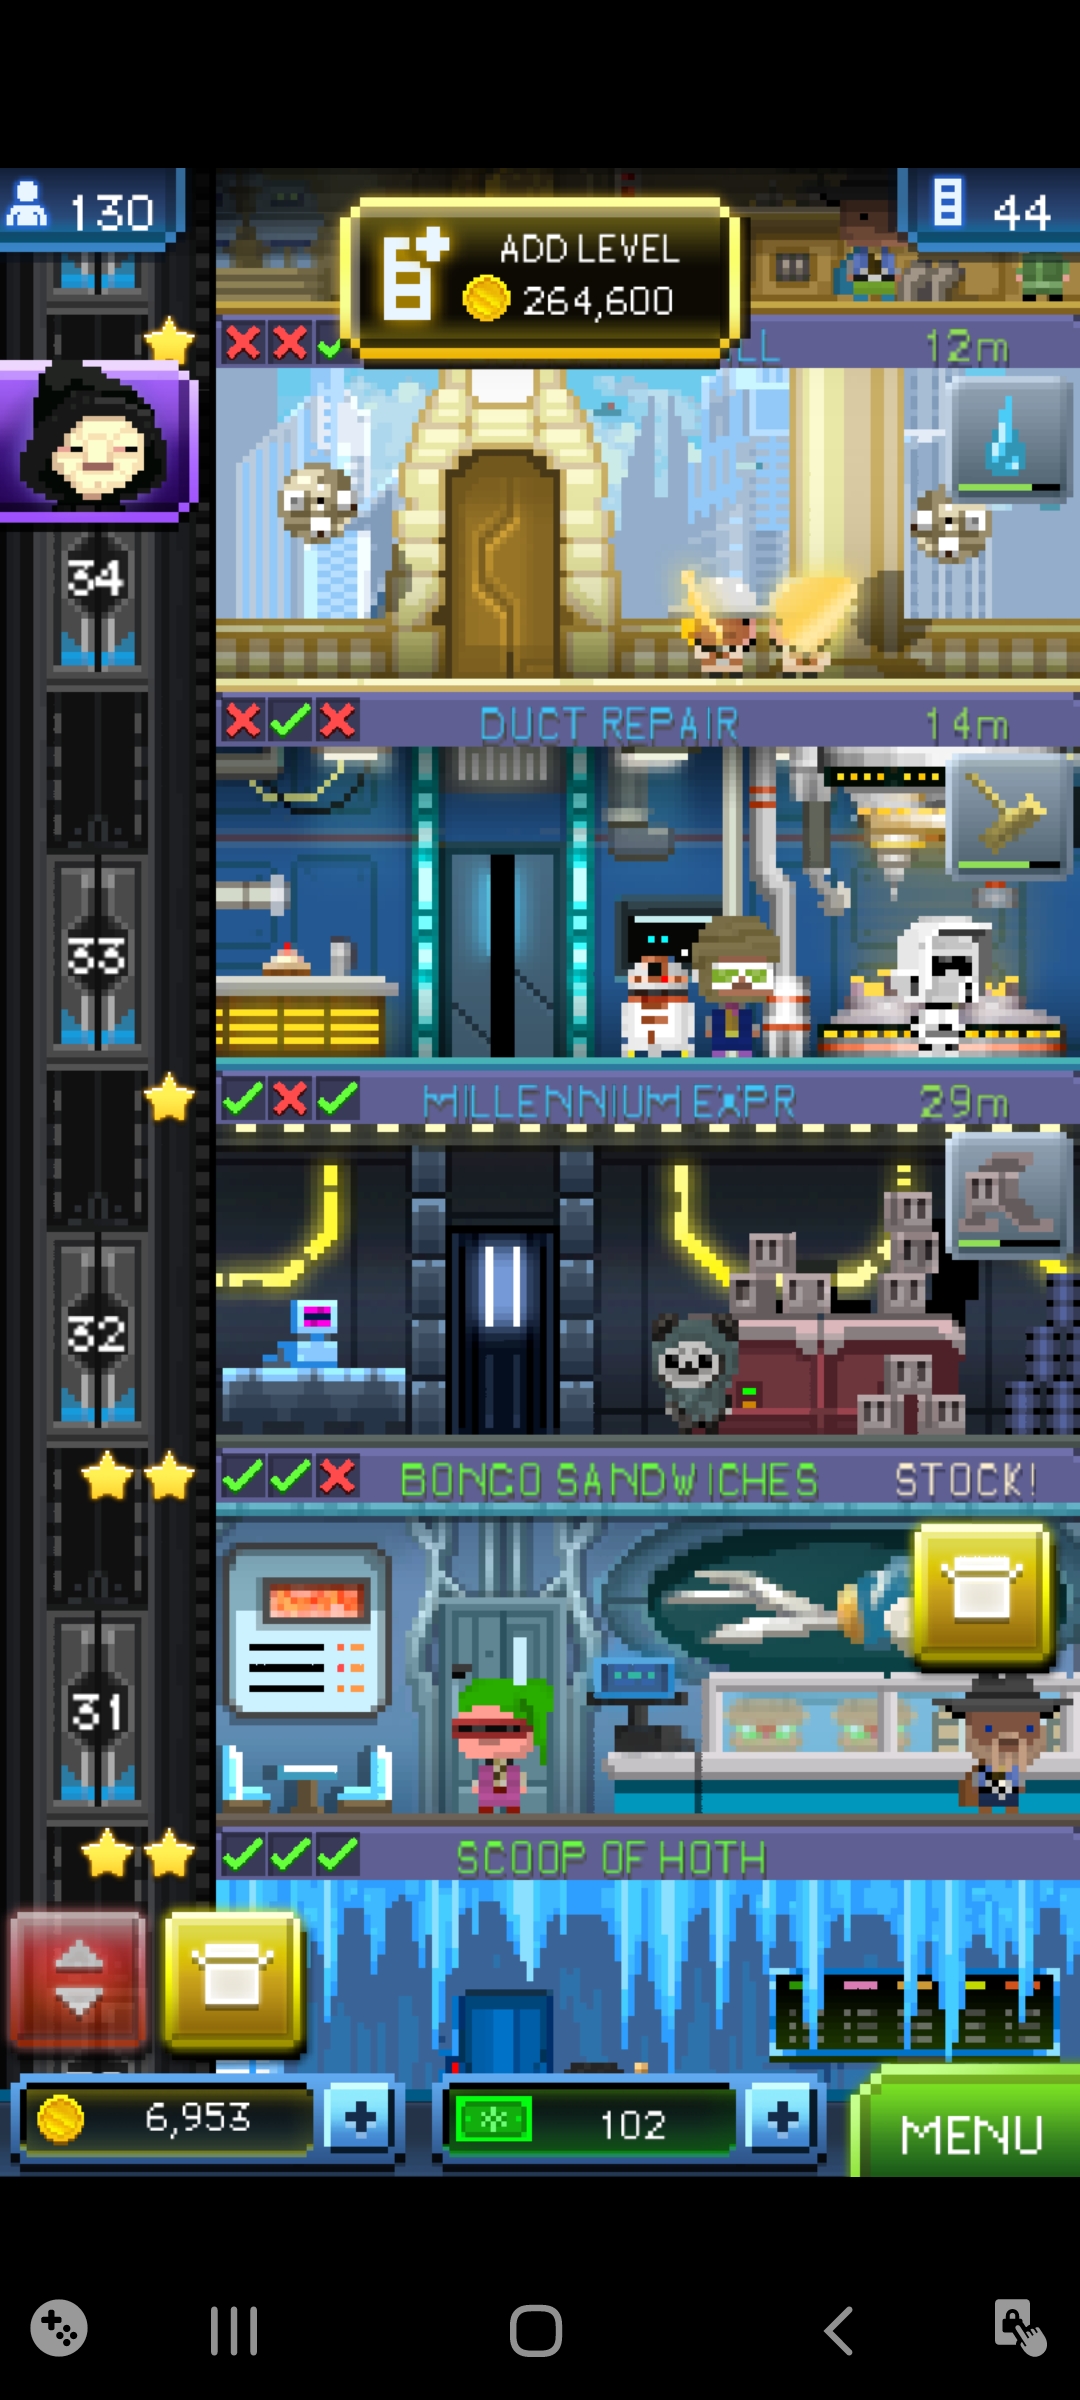 130
ADD LEVEL
264,600
44
12m
34
DUCT REPAIR
14m
33
MILLENNIUM EXPR
29m
32
BONGO SANDWICHES
STOCK!
31
SCOOP OF HOTH
6,953
102
MENU